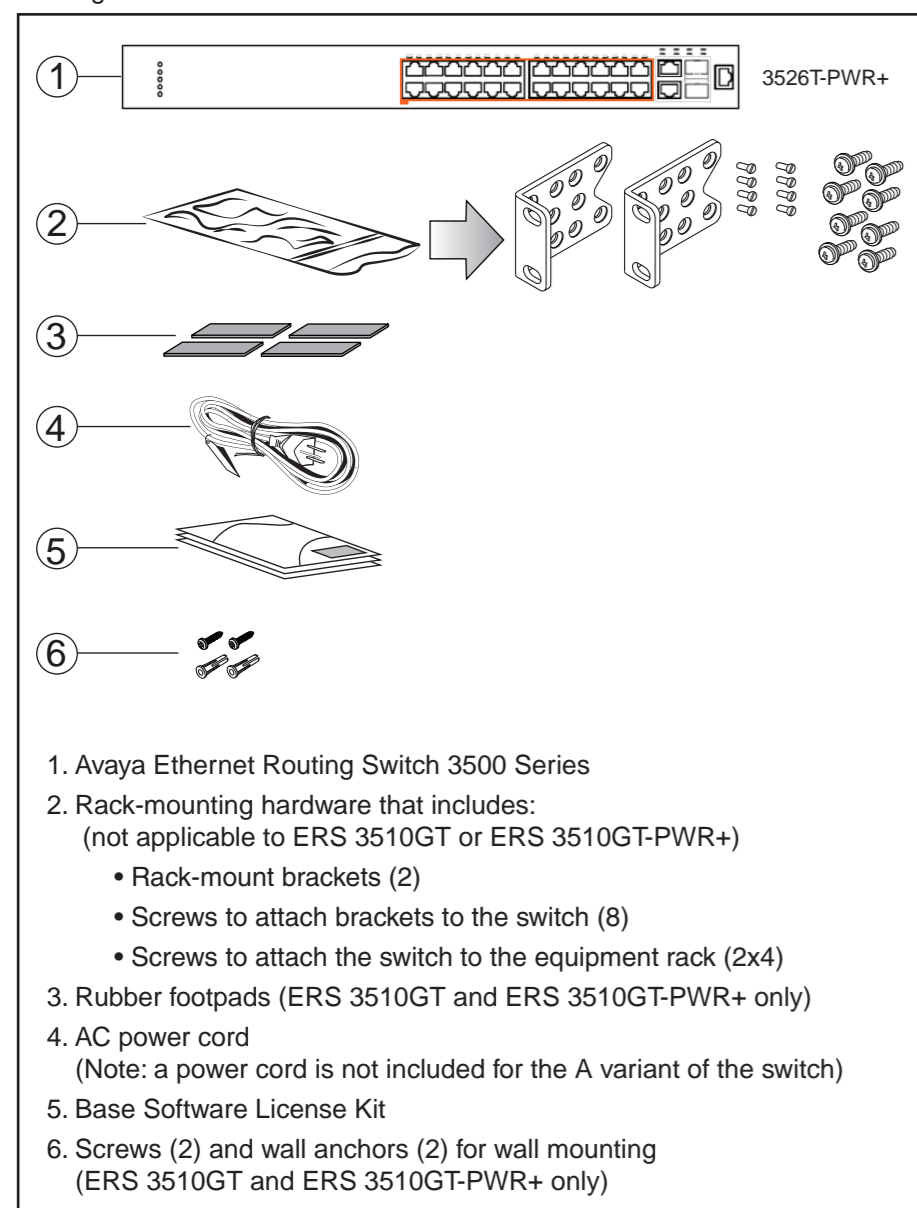 1
3526T-PWR+
2
3
4
5
6
1. Avaya Ethernet Routing Switch 3500 Series
2. Rack-mounting hardware that includes:
(not applicable to ERS 3510GT or ERS 3510GT-PWR+)
• Rack-mount brackets (2)
• Screws to attach brackets to the switch (8)
• Screws to attach the switch to the equipment rack (2x4)
3. Rubber footpads (ERS 3510GT and ERS 3510GT-PWR+ only)
4. AC power cord
(Note: a power cord is not included for the A variant of the switch)
5. Base Software License Kit
6. Screws (2) and wall anchors (2) for wall mounting
(ERS 3510GT and ERS 3510GT-PWR+ only)